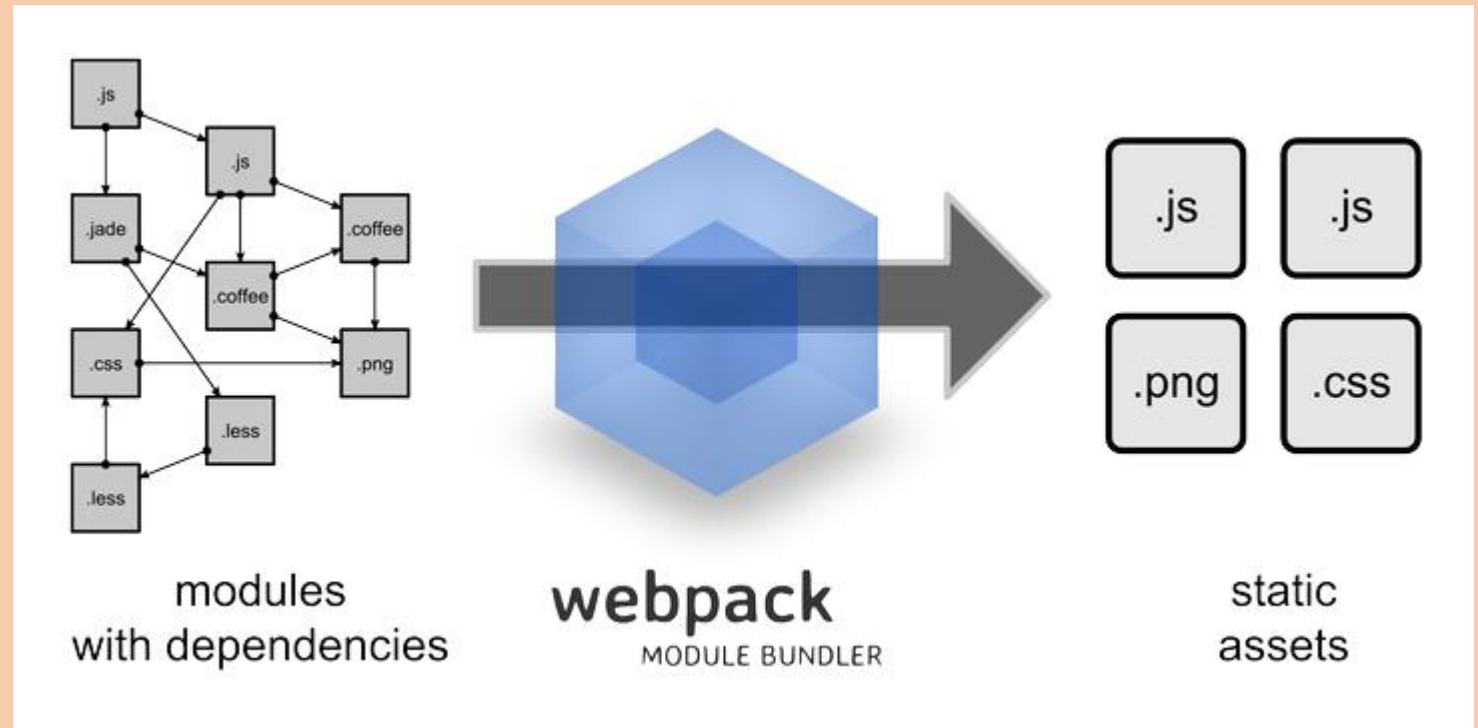 .js
.js
.jade
.coffee
.coffee
.css
.png
.less
.less
modules
with dependencies
webpack
MODULE BUNDLER
.js
.js
.png
.css
static
assets